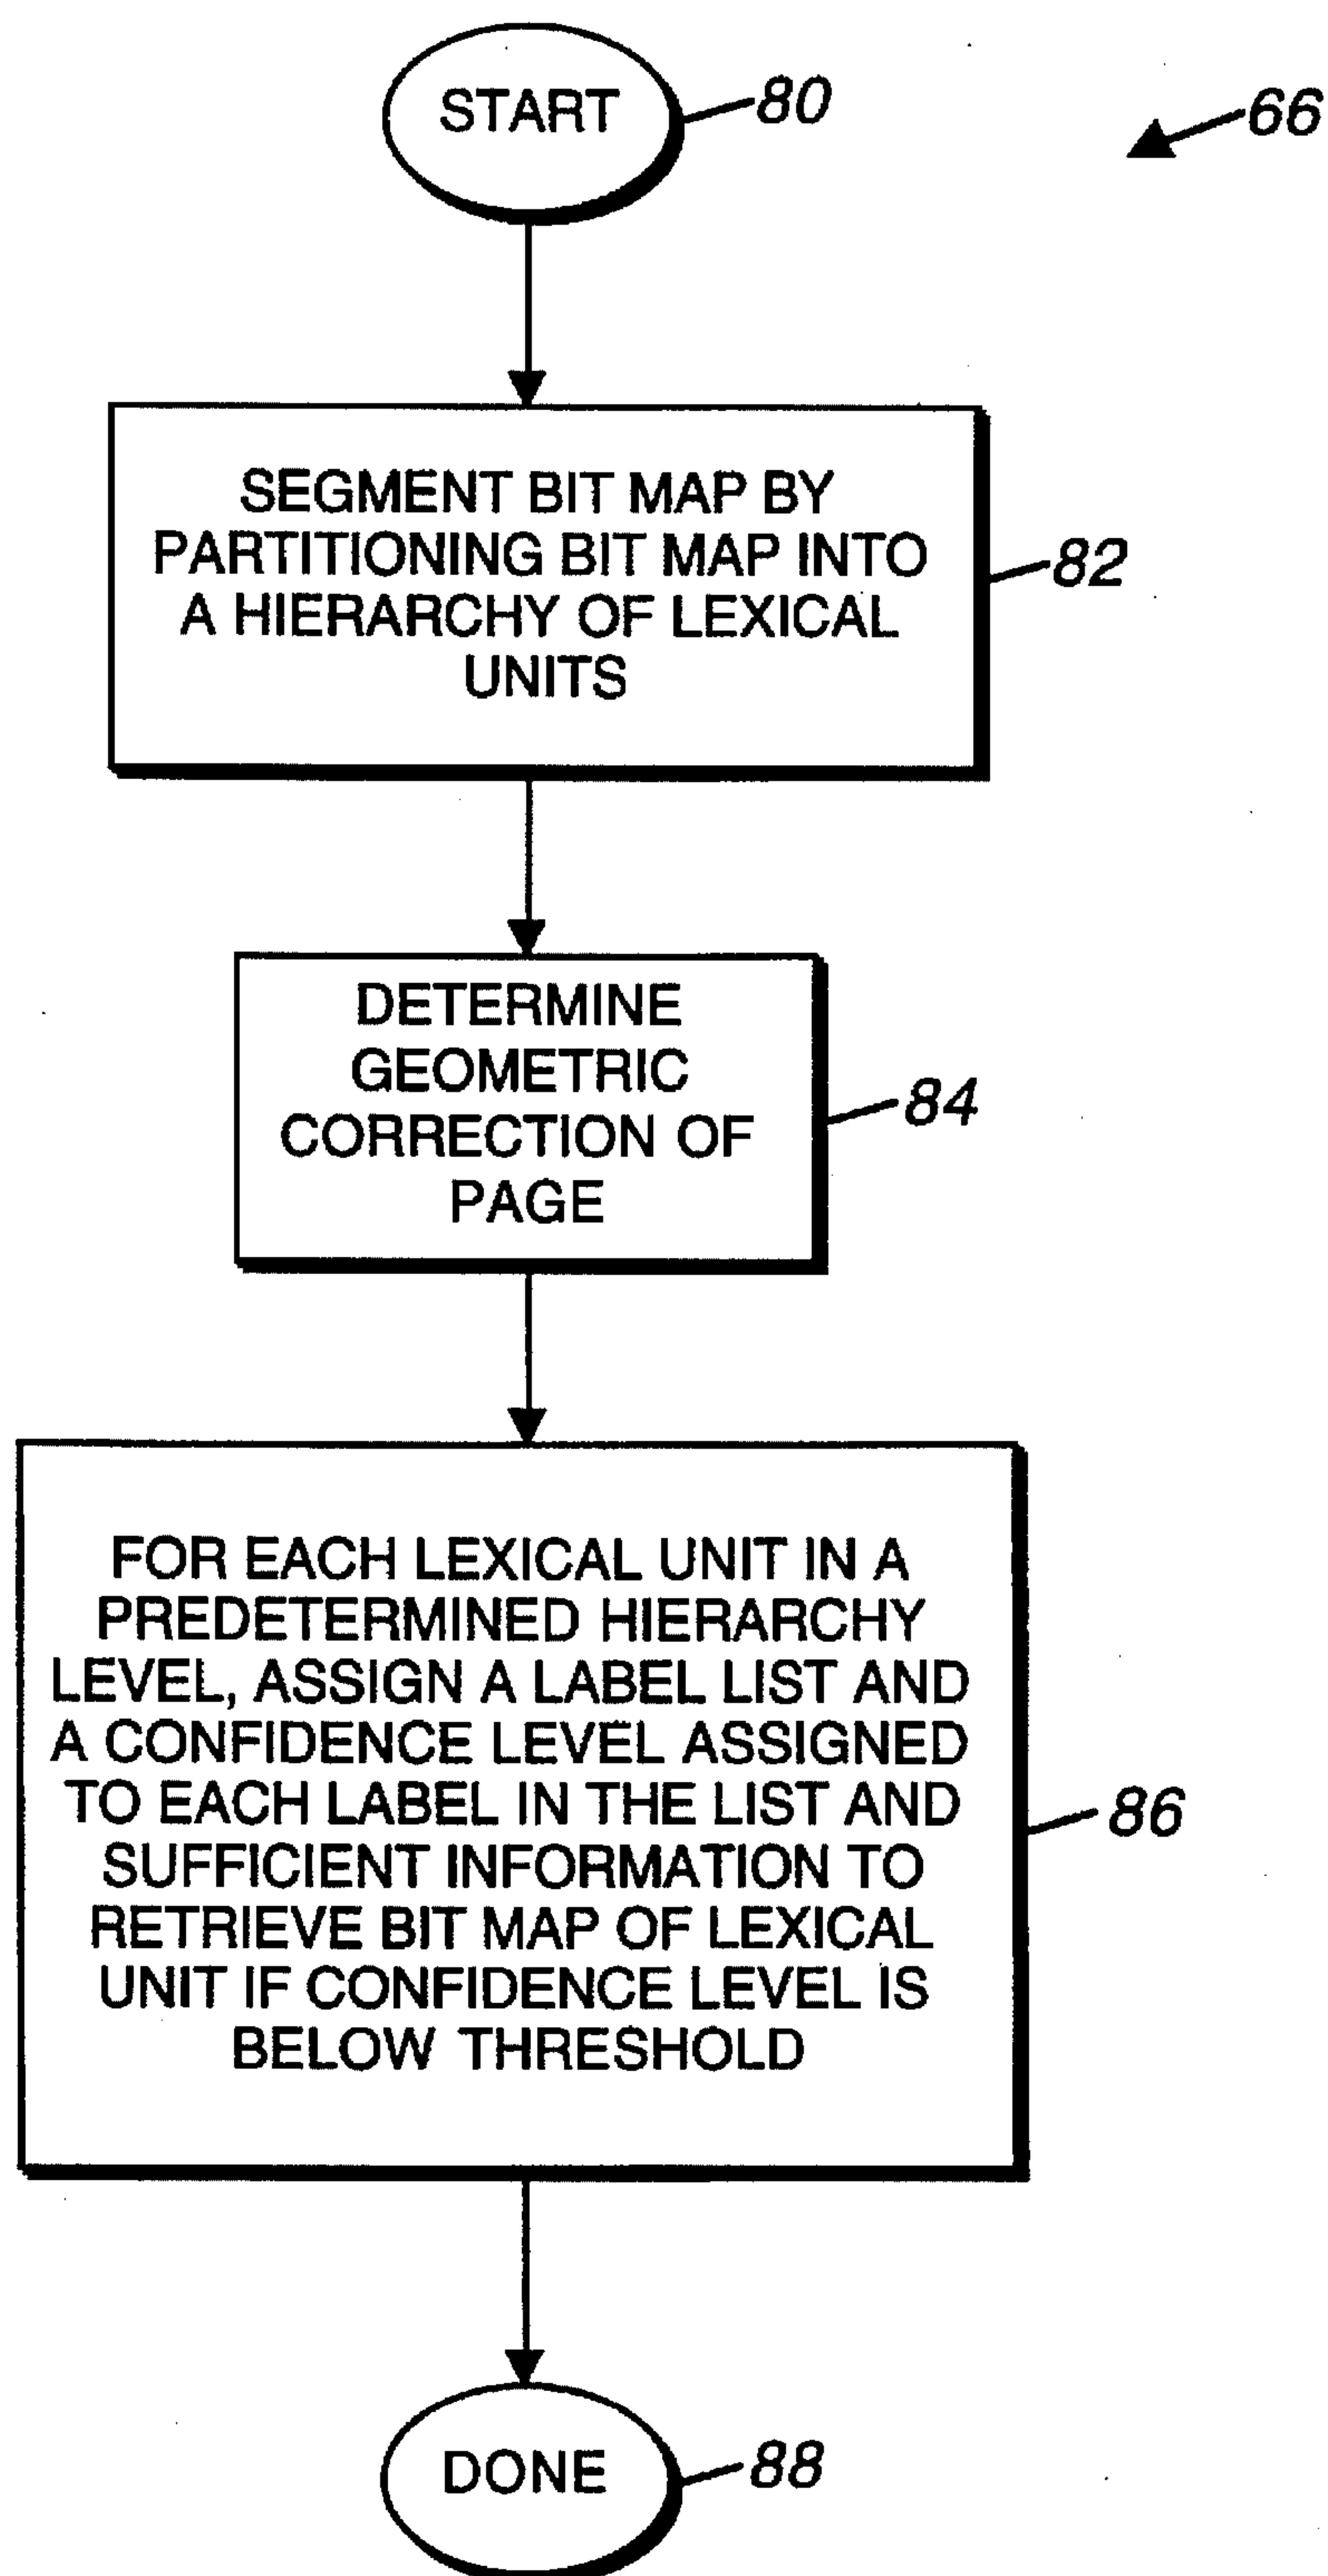 START
80
66
SEGMENT BIT MAP BY
PARTITIONING BIT MAP INTO
A HIERARCHY OF LEXICAL
UNITS
82
DETERMINE
GEOMETRIC
CORRECTION OF
PAGE
84
FOR EACH LEXICAL UNIT IN A
PREDETERMINED HIERARCHY
LEVEL, ASSIGN A LABEL LIST AND
A CONFIDENCE LEVEL ASSIGNED
TO EACH LABEL IN THE LIST AND
SUFFICIENT INFORMATION TO
RETRIEVE BIT MAP OF LEXICAL
UNIT IF CONFIDENCE LEVEL IS
BELOW THRESHOLD
86
DONE
88